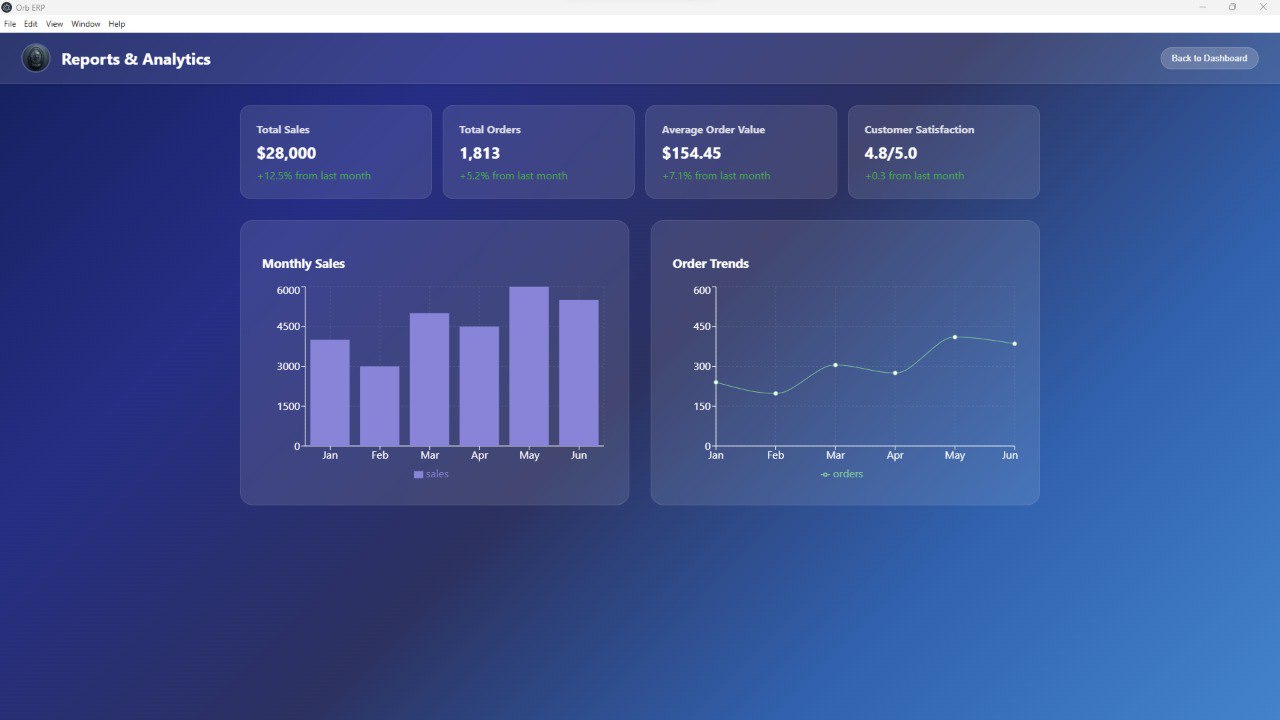 Orb ERP
File Edit View Window Help
Reports & Analytics
Back to Dashboard
Total Sales
$28,000
+12.5% from last month
Total Orders
1,813
+5.2% from last month
Average Order Value
$154.45
+7.1% from last month
Customer Satisfaction
4.8/5.0
+0.3 from last month
Monthly Sales
6000
4500
3000
1500
0
Jan Feb Mar Apr May Jun
sales
Order Trends
600
450
300
150
0
Jan Feb Mar Apr May Jun
orders